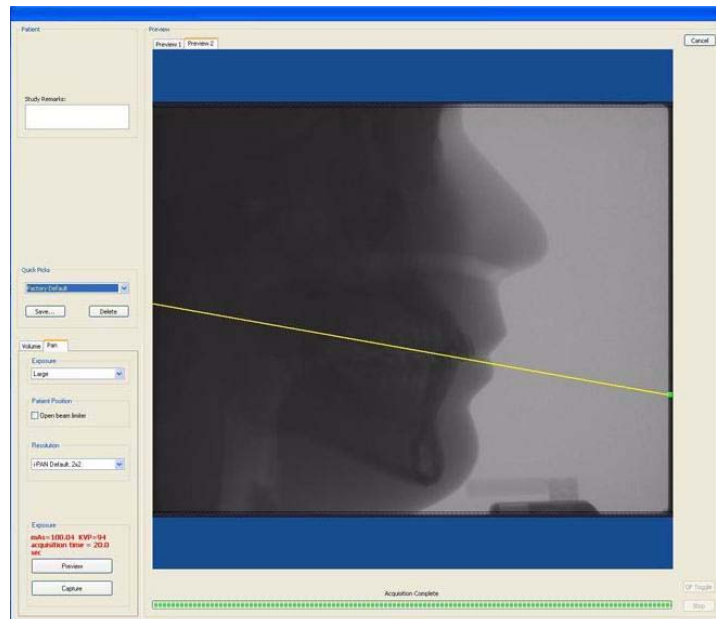 Patient
Study Remarks:
Quick Picks
Factory Default
Save...
Delete
Volume
Pan
Exposure
Large
Patient Position
Open beam limiter
Resolution
i-PAN Default, 2x2
Exposure
mAs=100.04 KVP=94
acquisition time = 20.0
sec
Preview
Capture
Preview
Preview 1
Preview 2
Cancel
Acquisition Complete
Stop